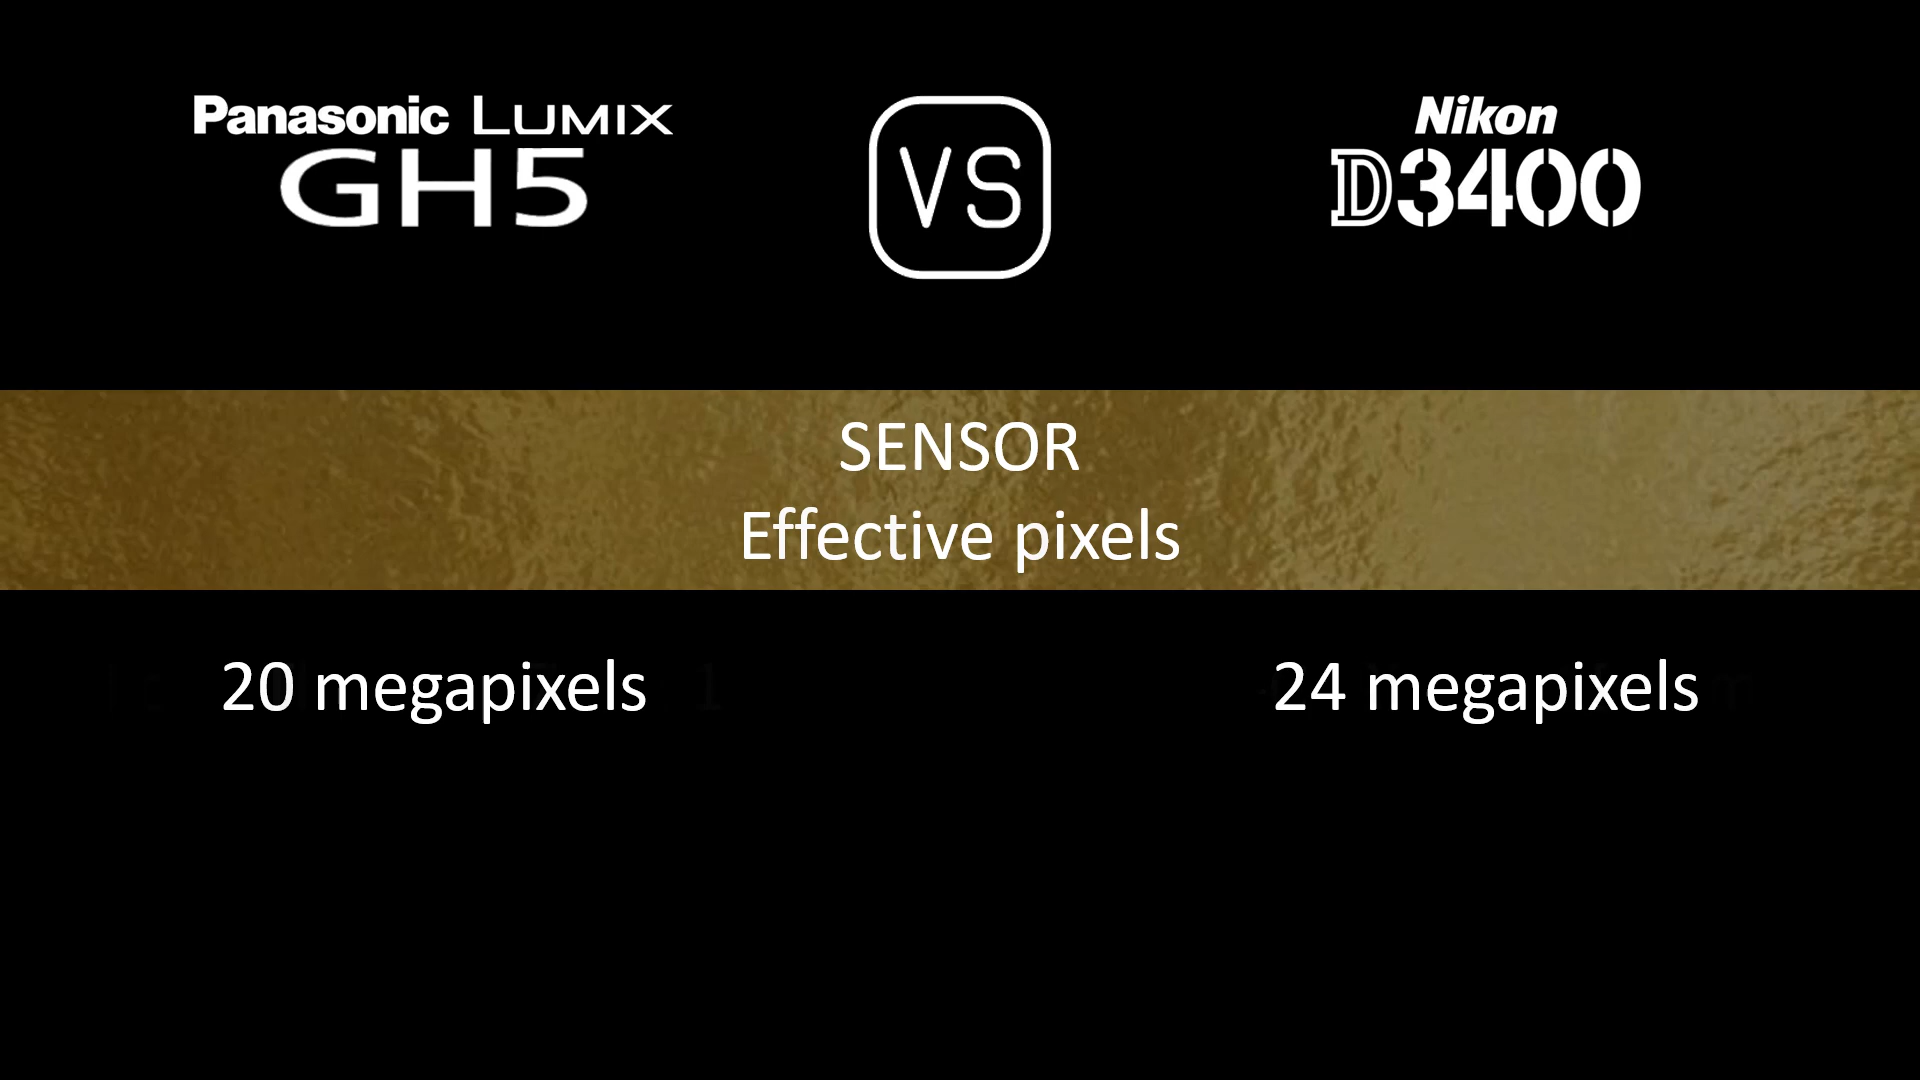 Panasonic LUMIX
GH5
VS
Nikon
D3400
SENSOR
Effective pixels
20 megapixels
24 megapixels